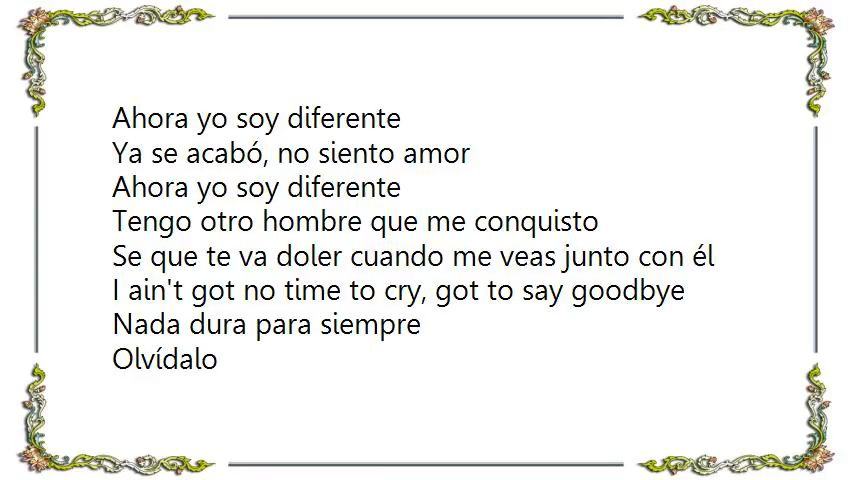 Ahora yo soy diferente
Ya se acabó, no siento amor
Ahora yo soy diferente
Tengo otro hombre que me conquisto
Se que te va doler cuando me veas junto con él
I ain't got no time to cry, got to say goodbye
Nada dura para siempre
Olvídalo